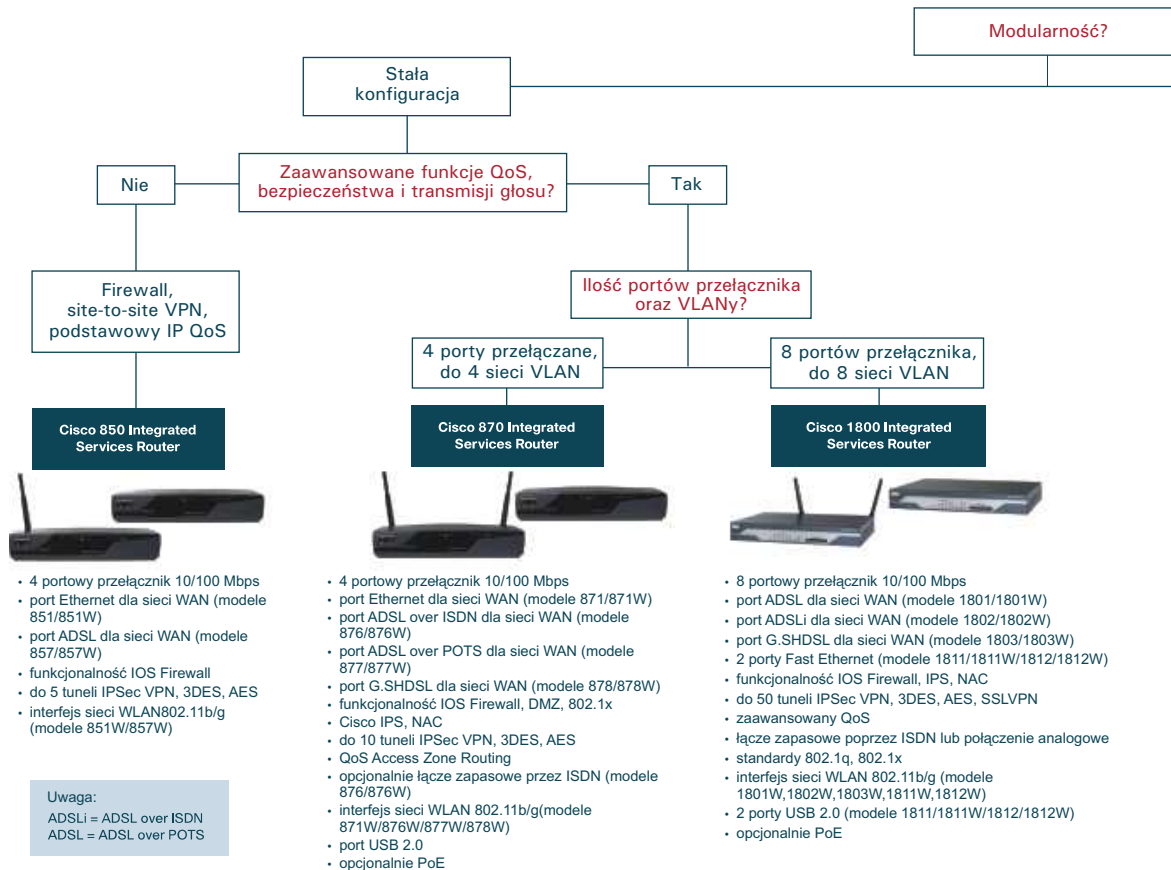 Modularność?
Stała
konfiguracja
Zaawansowane funkcje QoS,
bezpieczeństwa i transmisji głosu?
Nie
Tak
Firewall,
site-to-site VPN,
podstawowy IP QoS
Ilość portów przełącznika
oraz VLANy?
4 porty przełączane,
do 4 sieci VLAN
8 portów przełącznika,
do 8 sieci VLAN
Cisco 850 Integrated
Services Router
Cisco 870 Integrated
Services Router
Cisco 1800 Integrated
Services Router
• 4 portowy przełącznik 10/100 Mbps
• port Ethernet dla sieci WAN (modele
851/851W)
• port ADSL dla sieci WAN (modele
857/857W)
• funkcjonalność IOS Firewall
• do 5 tuneli IPSec VPN, 3DES, AES
• interfejs sieci WLAN802.11b/g
(modele 851W/857W)
Uwaga:
ADSLi = ADSL over ISDN
ADSL = ADSL over POTS
• 4 portowy przełącznik 10/100 Mbps
• port Ethernet dla sieci WAN (modele 871/871W)
• port ADSL over ISDN dla sieci WAN (modele
876/876W)
• port ADSL over POTS dla sieci WAN (modele
877/877W)
• port G.SHDSL dla sieci WAN (modele 878/878W)
• funkcjonalność IOS Firewall, DMZ, 802.1x
• Cisco IPS, NAC
• do 10 tuneli IPSec VPN, 3DES, AES
• QoS Access Zone Routing
• opcjonalnie łącze zapasowe przez ISDN (modele
876/876W)
• interfejs sieci WLAN 802.11b/g(modele
871W/876W/877W/878W)
• port USB 2.0
• opcjonalnie PoE
• 8 portowy przełącznik 10/100 Mbps
• port ADSL dla sieci WAN (modele 1801/1801W)
• port ADSLi dla sieci WAN (modele 1802/1802W)
• port G.SHDSL dla sieci WAN (modele 1803/1803W)
• 2 porty Fast Ethernet (modele 1811/1811W/1812/1812W)
• funkcjonalność IOS Firewall, IPS, NAC
• do 50 tuneli IPSec VPN, 3DES, AES, SSLVPN
• zaawansowany QoS
• łącze zapasowe poprzez ISDN lub połączenie analogowe
• standardy 802.1q, 802.1x
• interfejs sieci WLAN 802.11b/g (modele
1801W,1802W,1803W,1811W,1812W)
• 2 porty USB 2.0 (modele 1811/1811W/1812/1812W)
• opcjonalnie PoE